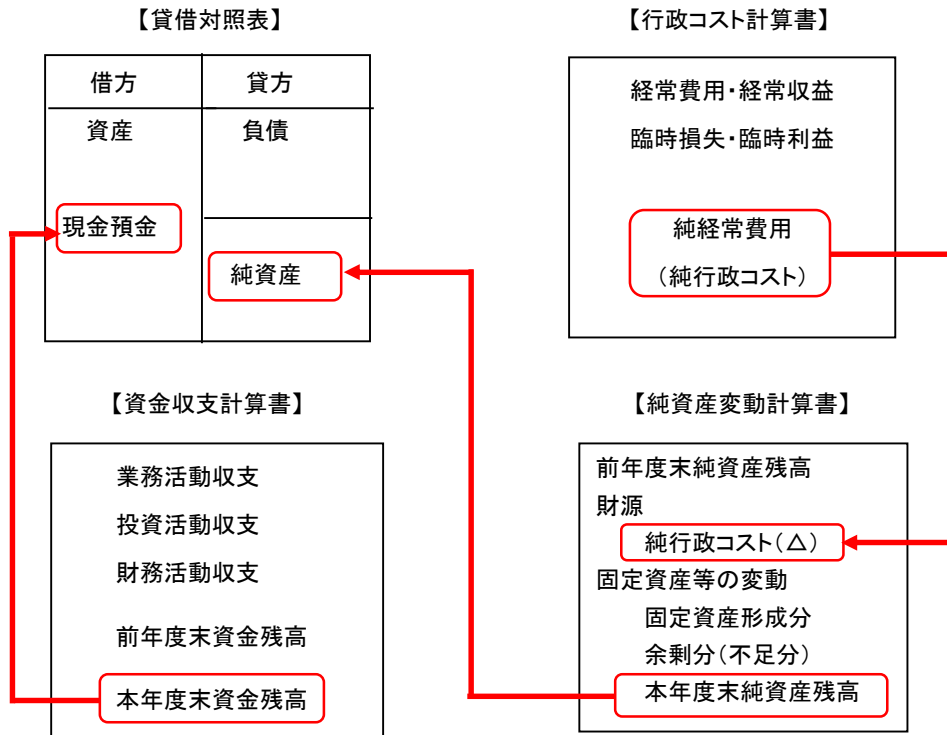 【貸借対照表】
借方
貸方
資産
負債
現金預金
純資産
【行政コスト計算書】
経常費用・経常収益
臨時損失・臨時利益
純経常費用
(純行政コスト)
【資金収支計算書】
業務活動収支
投資活動収支
財務活動収支
前年度末資金残高
本年度末資金残高
【純資産変動計算書】
前年度末純資産残高
財源
純行政コスト(△)
固定資産等の変動
固定資産形成分
余剰分(不足分)
本年度末純資産残高